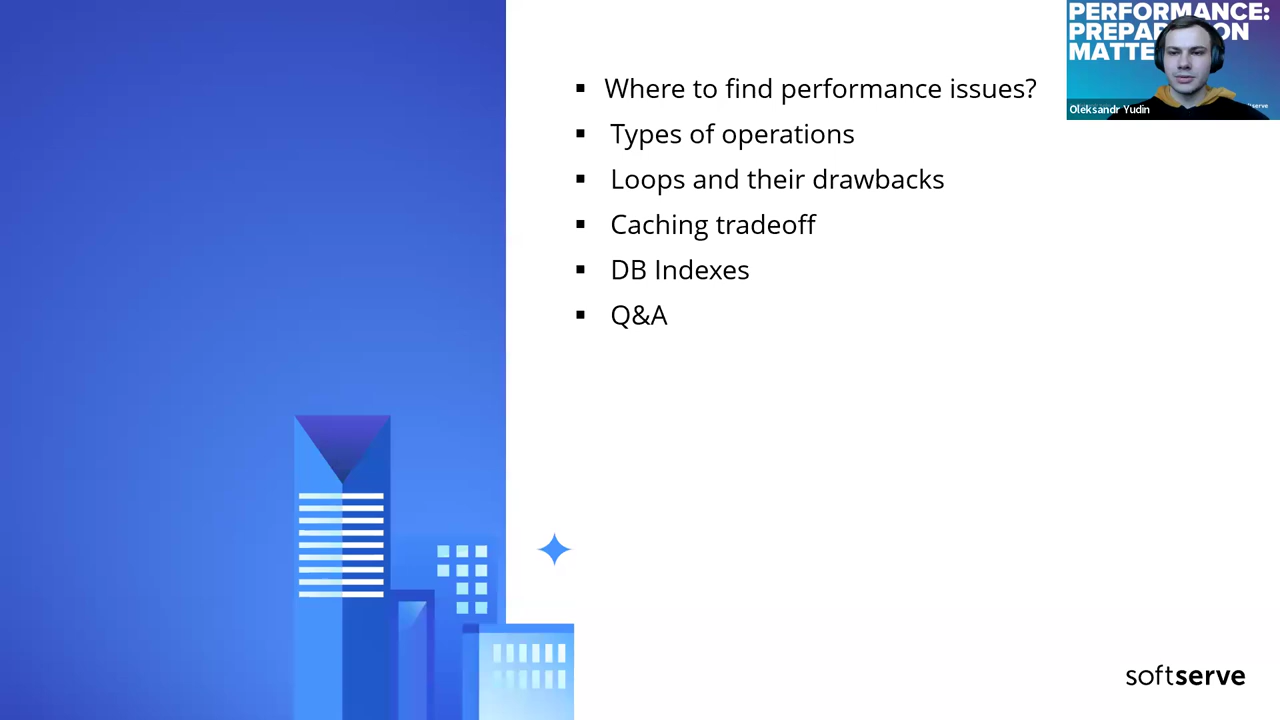 Where to find performance issues?
Types of operations
Loops and their drawbacks
Caching tradeoff
DB Indexes
Q&A
PERFORMANCE:
MATTE
Oleksandr Yudin
softserve